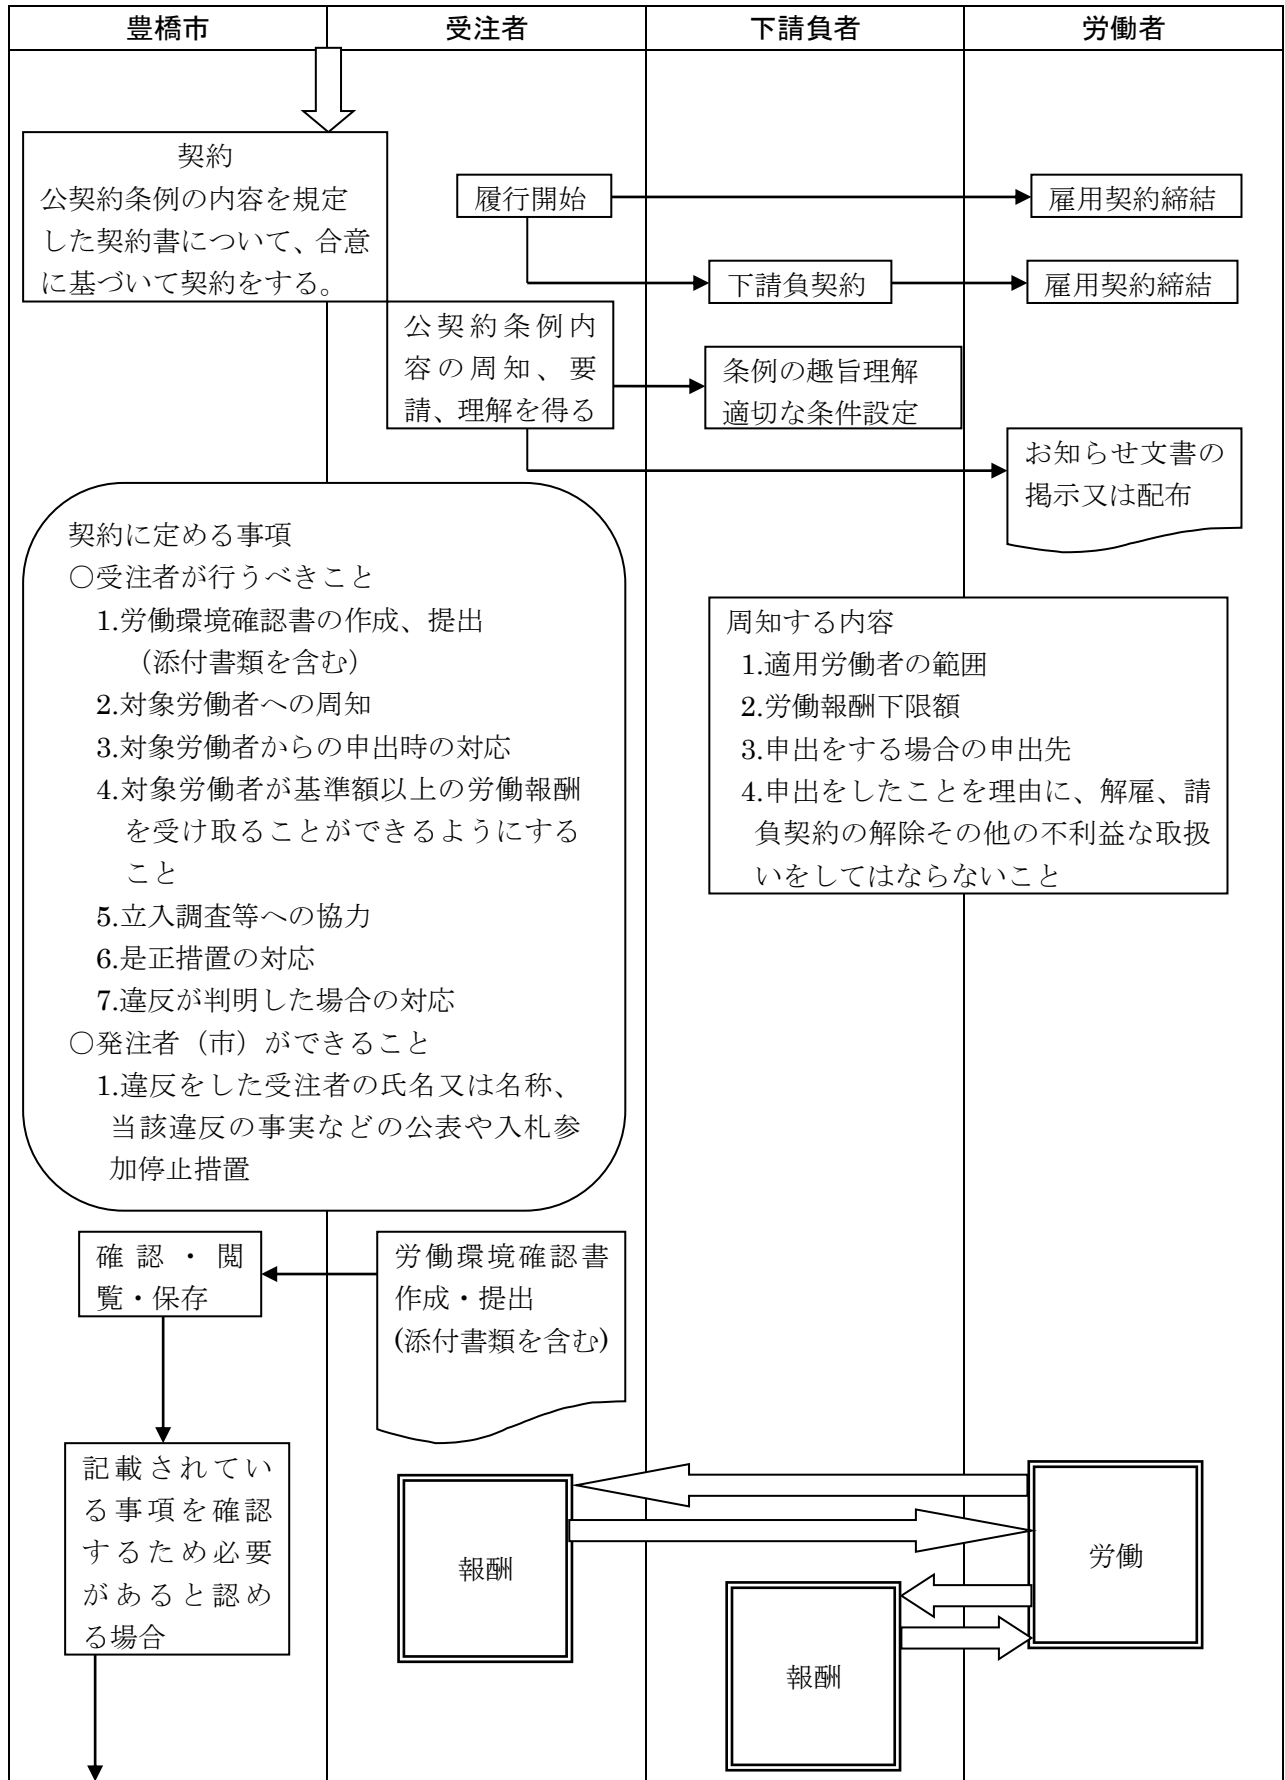 豊橋市
受注者
下請負者
労働者
契約
公契約条例の内容を規定
した契約書について、合意
に基づいて契約をする。
履行開始
雇用契約締結
下請負契約
雇用契約締結
公契約条例内
容の周知、要
請、理解を得る
条例の趣旨理解
適切な条件設定
お知らせ文書の
掲示又は配布
契約に定める事項
○受注者が行うべきこと
1.労働環境確認書の作成、提出
（添付書類を含む）
2.対象労働者への周知
3.対象労働者からの申出時の対応
4.対象労働者が基準額以上の労働報酬
を受け取ることができるようにする
こと
5.立入調査等への協力
6.是正措置の対応
7.違反が判明した場合の対応
○発注者（市）ができること
1.違反をした受注者の氏名又は名称、
当該違反の事実などの公表や入札参
加停止措置
周知する内容
1.適用労働者の範囲
2.労働報酬下限額
3.申出をする場合の申出先
4.申出をしたことを理由に、解雇、請
負契約の解除その他の不利益な取扱
いをしてはならないこと
確認・閲
覧・保存
労働環境確認書
作成・提出
(添付書類を含む)
記載されてい
る事項を確認
するため必要
があると認め
る場合
報酬
労働
報酬